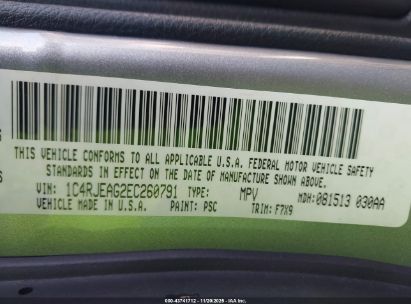 THIS VEHICLE CONFORMS TO ALL APPLICABLE U.S.A. FEDERAL MOTOR VEHICLE SAFETY
STANDARDS IN EFFECT ON THE DATE OF MANUFACTURE SHOWN ABOVE.
VIN: 1C4RJEAG2EC260791 TYPE: MPV MDH: 081513 030AA
VEHICLE MADE IN U.S.A. PAINT: PSC TRIM: F7X9
000-43741712 - 11/20/2025 - IAA Inc.